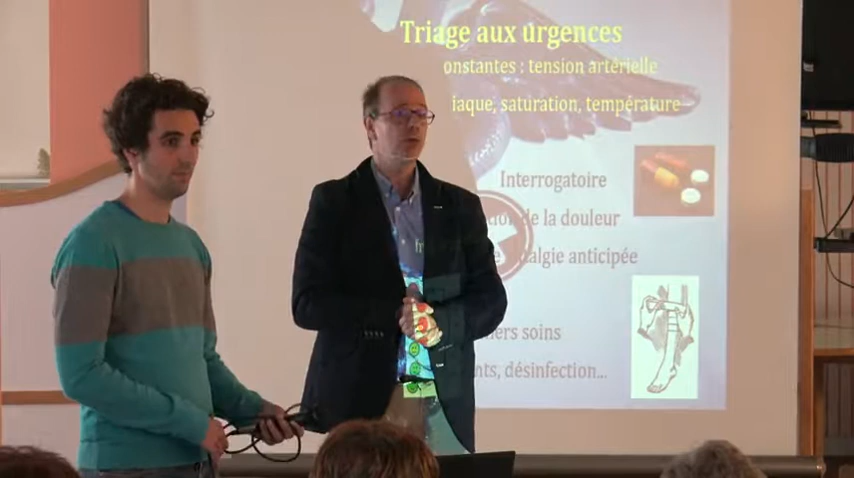 Triage aux urgences
onstantes : tension artérielle
iaque, saturation, température
Interrogatoire
de la douleur
algie anticipée
ers soins
nts, désinfection...